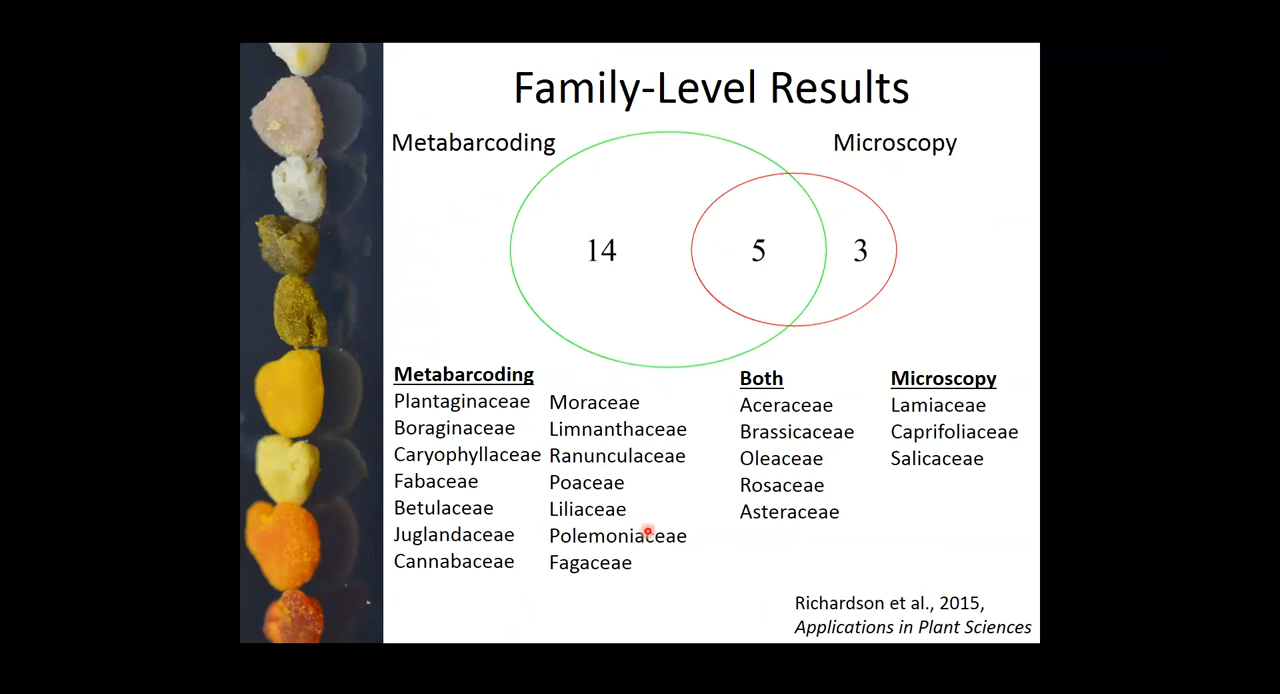 Family-Level Results
Metabarcoding
Microscopy
14
5
3
Metabarcoding
Plantaginaceae
Boraginaceae
Caryophyllaceae
Fabaceae
Betulaceae
Juglandaceae
Cannabaceae
Moraceae
Limnanthaceae
Ranunculaceae
Poaceae
Liliaceae
Polemoniaceae
Fagaceae
Both
Aceraceae
Brassicaceae
Oleaceae
Rosaceae
Asteraceae
Microscopy
Lamiaceae
Caprifoliaceae
Salicaceae
Richardson et al., 2015,
Applications in Plant Sciences